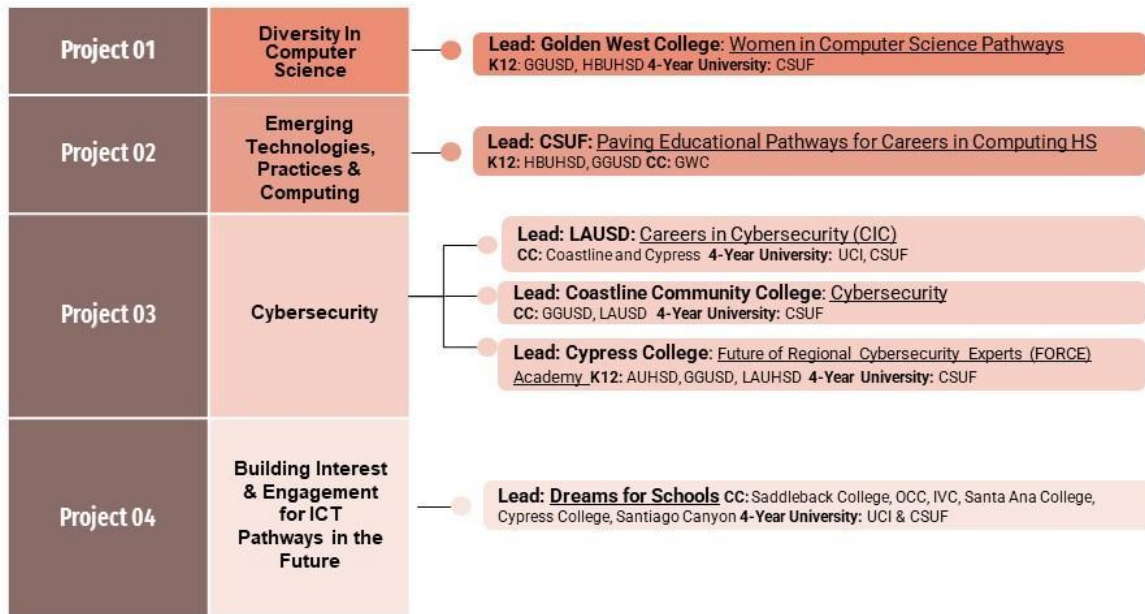 Project 01
Diversity In
Computer
Science
Lead: Golden West College: Women in Computer Science Pathways
K12: GGUSD, HBUHSD 4-Year University: CSUF
Project 02
Emerging
Technologies,
Practices &
Computing
Lead: CSUF: Paving Educational Pathways for Careers in Computing HS
K12: HBUHSD, GGUSD CC: GWC
Project 03
Cybersecurity
Lead: LAUSD: Careers in Cybersecurity (CIC)
CC: Coastline and Cypress 4-Year University: UCI, CSUF
Lead: Coastline Community College: Cybersecurity
CC: GGUSD, LAUSD 4-Year University: CSUF
Lead: Cypress College: Future of Regional Cybersecurity Experts (FORCE)
Academy K12: AUHSD, GGUSD, LAUHSD 4-Year University: CSUF
Project 04
Building Interest
& Engagement
for ICT
Pathways in the
Future
Lead: Dreams for Schools CC: Saddleback College, OCC, IVC, Santa Ana College,
Cypress College, Santiago Canyon 4-Year University: UCI & CSUF